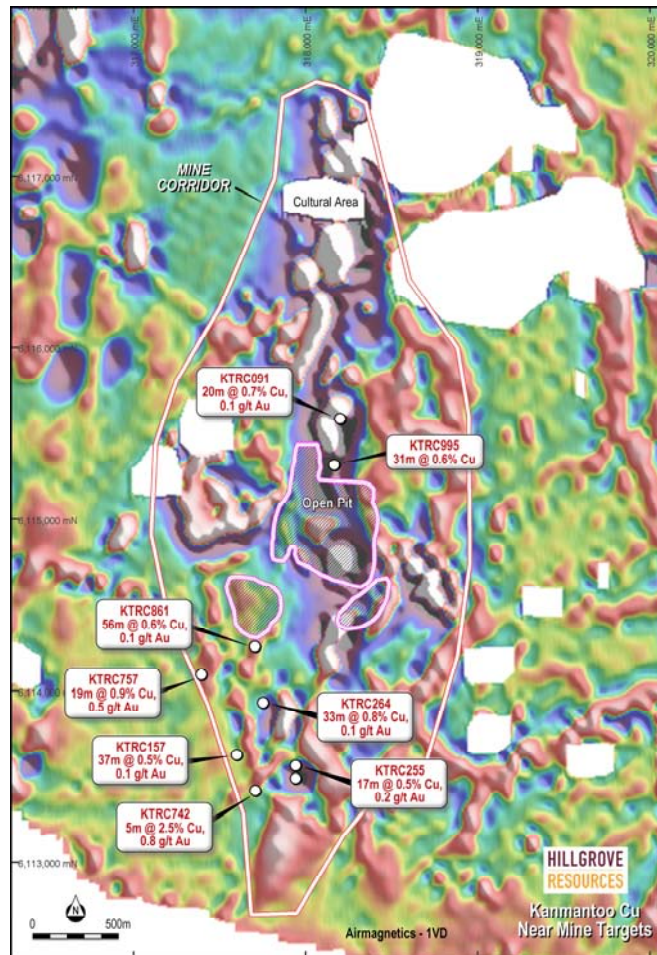 317,000 mE
318,000 mE
319,000 mE
320,000 mE
6,117,000 mN
MINE
CORRIDOR
Cultural Area
6,116,000 mN
KTRC091
20m @ 0.7% Cu,
0.1 g/t Au
KTRC995
31m @ 0.6% Cu
Open Pit
6,115,000 mN
KTRC861
56m @ 0.6% Cu,
0.1 g/t Au
KTRC757
19m @ 0.9% Cu,
0.5 g/t Au
6,114,000 mN
KTRC264
33m @ 0.8% Cu,
0.1 g/t Au
KTRC157
37m @ 0.5% Cu,
0.1 g/t Au
KTRC255
17m @ 0.5% Cu,
0.2 g/t Au
KTRC742
5m @ 2.5% Cu,
0.8 g/t Au
6,113,000 mN
HILLGROVE
RESOURCES
Kanmantoo Cu
Near Mine Targets
N
0 500m
Airmagnetics - 1VD